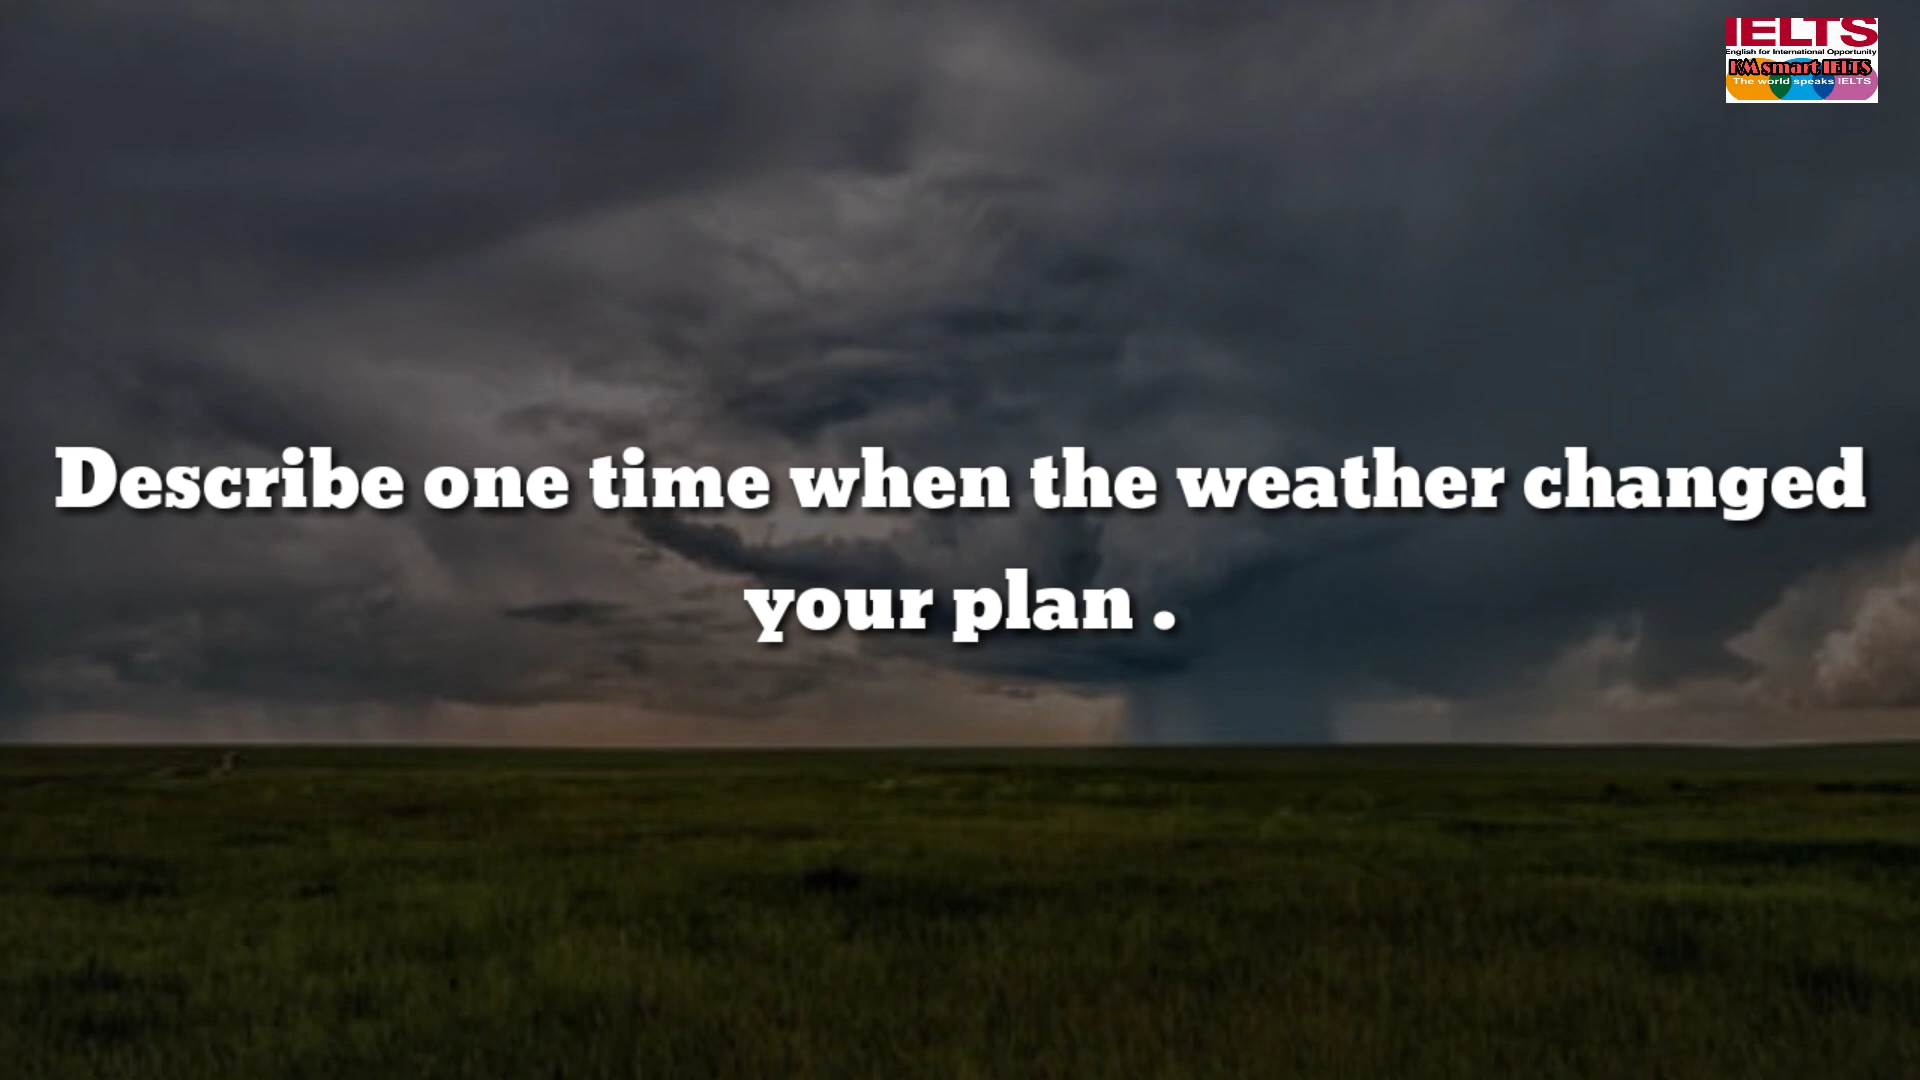 IELTS
English for International Opportunity
KM smart IELTS
The world speaks IELTS
Describe one time when the weather changed
your plan .